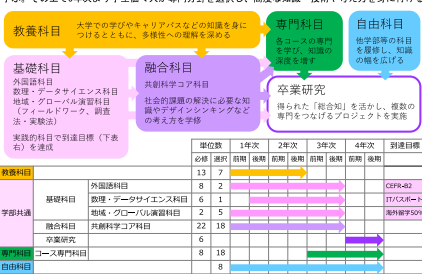 教養科目
大学での学びやキャリアパスなどの知識を身に
つけるとともに、多様性への理解を深める
専門科目
各コースの専門
を学び、知識の
深度を増す
自由科目
他学部等の科目
を履修し、知識
の幅を広げる
基礎科目
外国語科目
数理・データサイエンス科目
地域・グローバル演習科目
（フィールドワーク、調査
法・実験法）
実践的科目で到達目標（下表
右）を達成
融合科目
共創科学コア科目
社会的課題の解決に必要な知
識やデザインシンキングなど
の考え方を学修
卒業研究
得られた「総合知」を活かし、複数の
専門をつなげるプロジェクトを実施
単位数 1年次 2年次 3年次 4年次 到達目標
必修 選択 前期 後期 前期 後期 前期 後期 前期 後期
教養科目 13 7
学部共通
基礎科目 外国語科目 8 2 CEFR-B2
数理・データサイエンス科目 6 1 ITパスポート
地域・グローバル演習科目 2 5 海外留学50%
融合科目 共創科学コア科目 22 18
卒業研究 6
専門科目 コース専門科目 8 18
自由科目 8